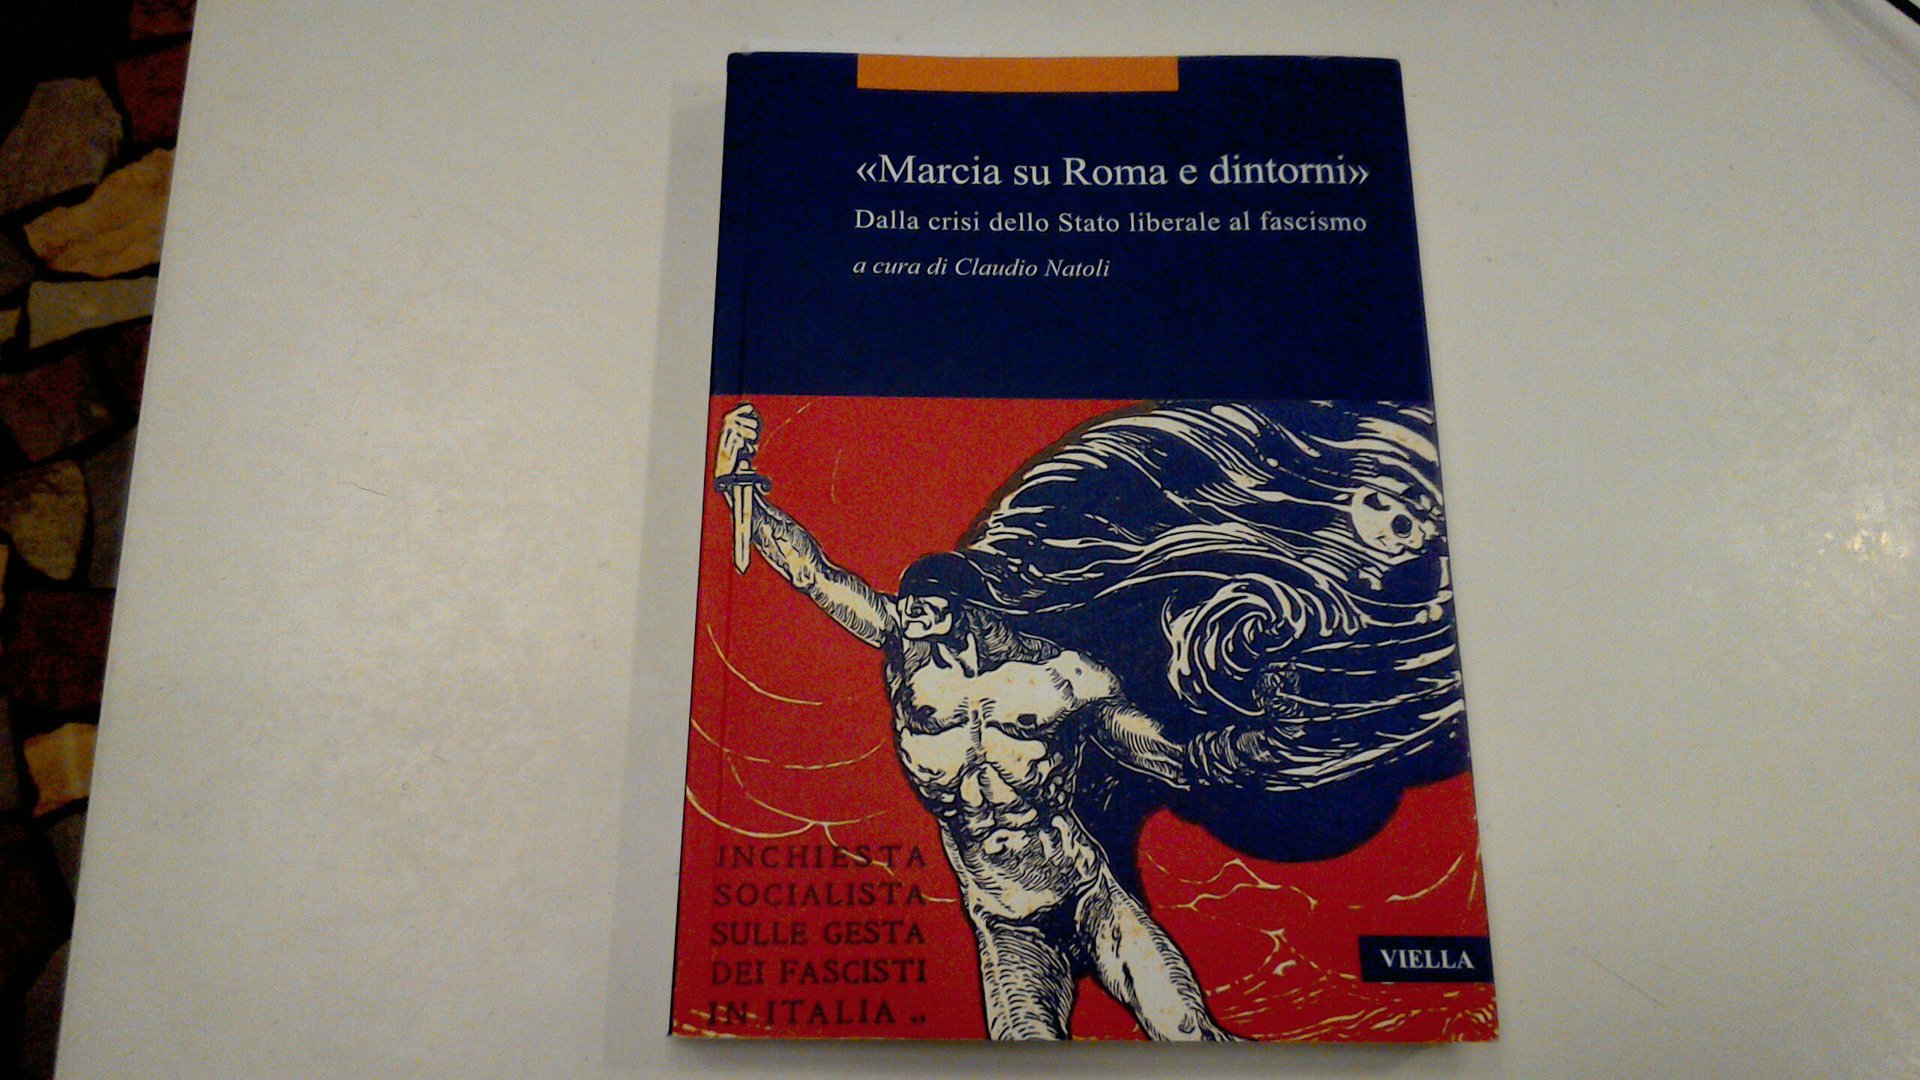 «Marcia su Roma e dintorni»
Dalla crisi dello Stato liberale al fascismo
a cura di Claudio Natoli
INCHIESTA
SOCIALISTA
SULLE GESTA
DEI FASCISTI
IN ITALIA
VIELLA